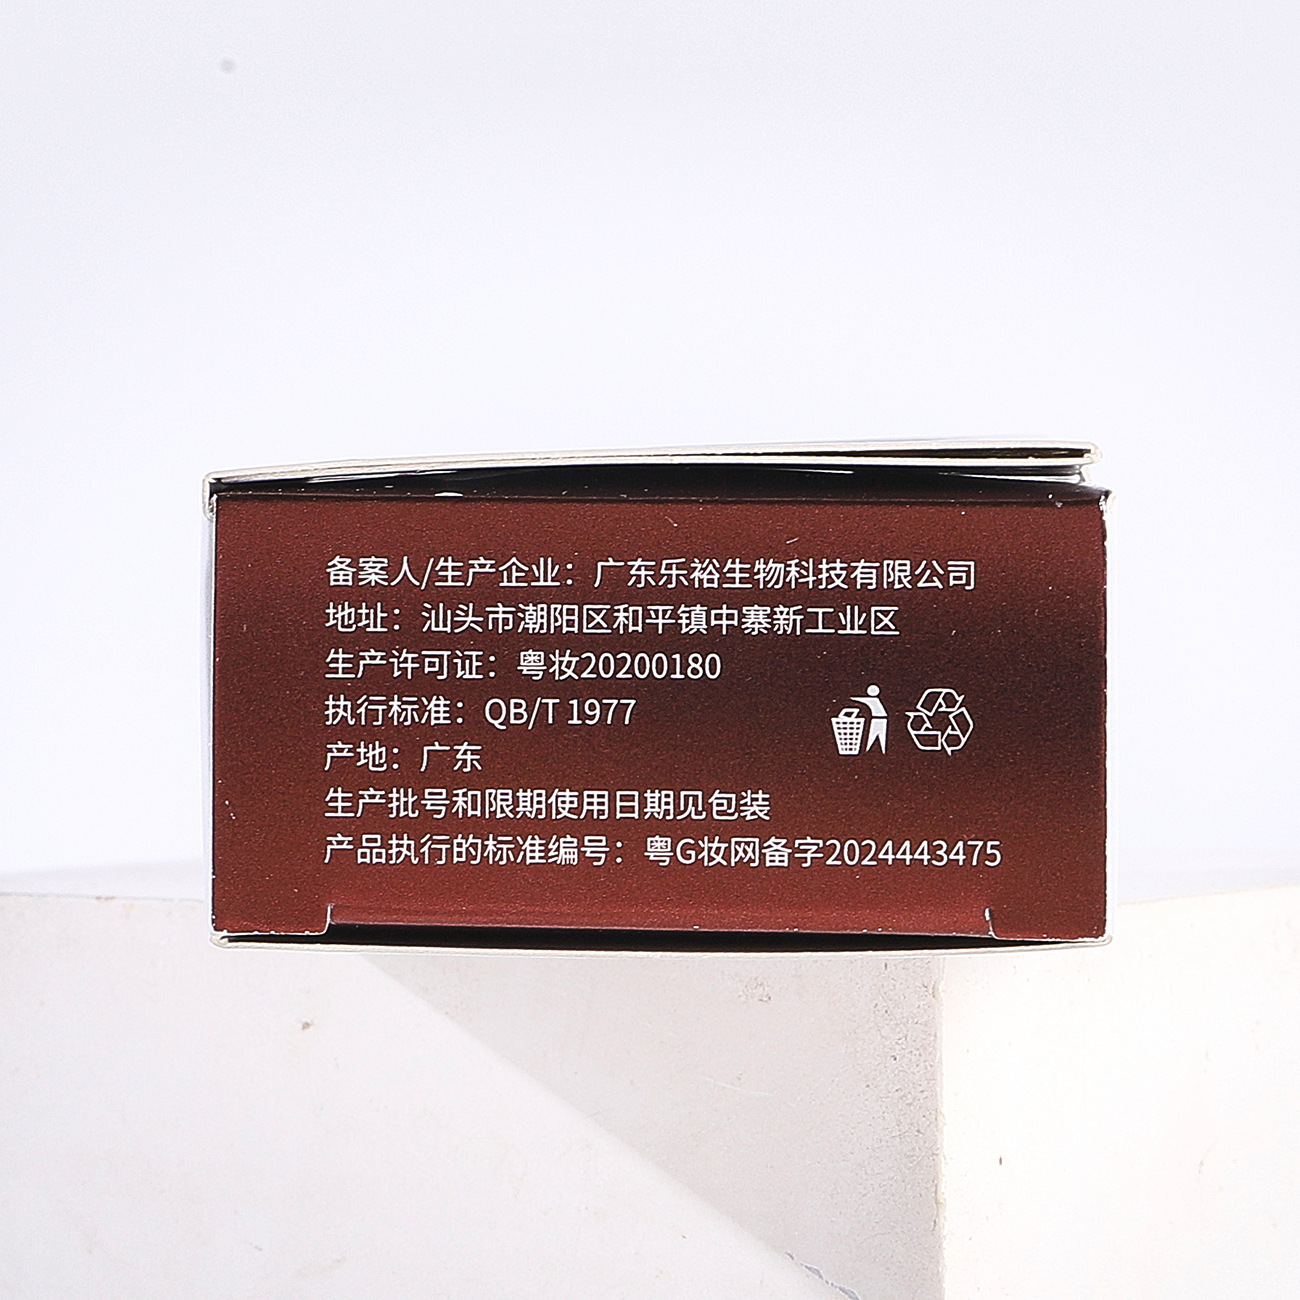 备案人/生产企业：广东乐裕生物科技有限公司
地址：汕头市潮阳区和平镇中寨新工业区
生产许可证：粤妆20200180
执行标准：QB/T 1977
产地：广东
生产批号和限期使用日期见包装
产品执行的标准编号：粤G妆网备字2024443475